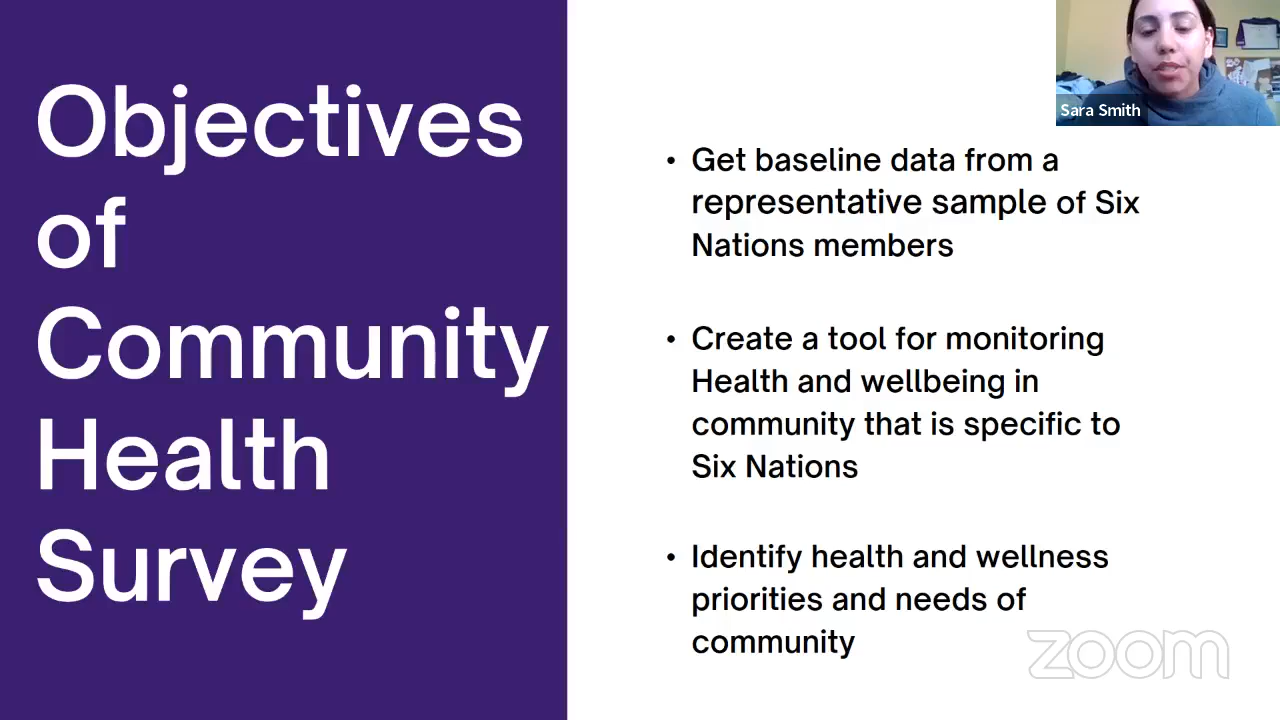 Objectives
of
Community
Health
Survey
Sara Smith
• Get baseline data from a
representative sample of Six
Nations members
• Create a tool for monitoring
Health and wellbeing in
community that is specific to
Six Nations
• Identify health and wellness
priorities and needs of
community
zoom